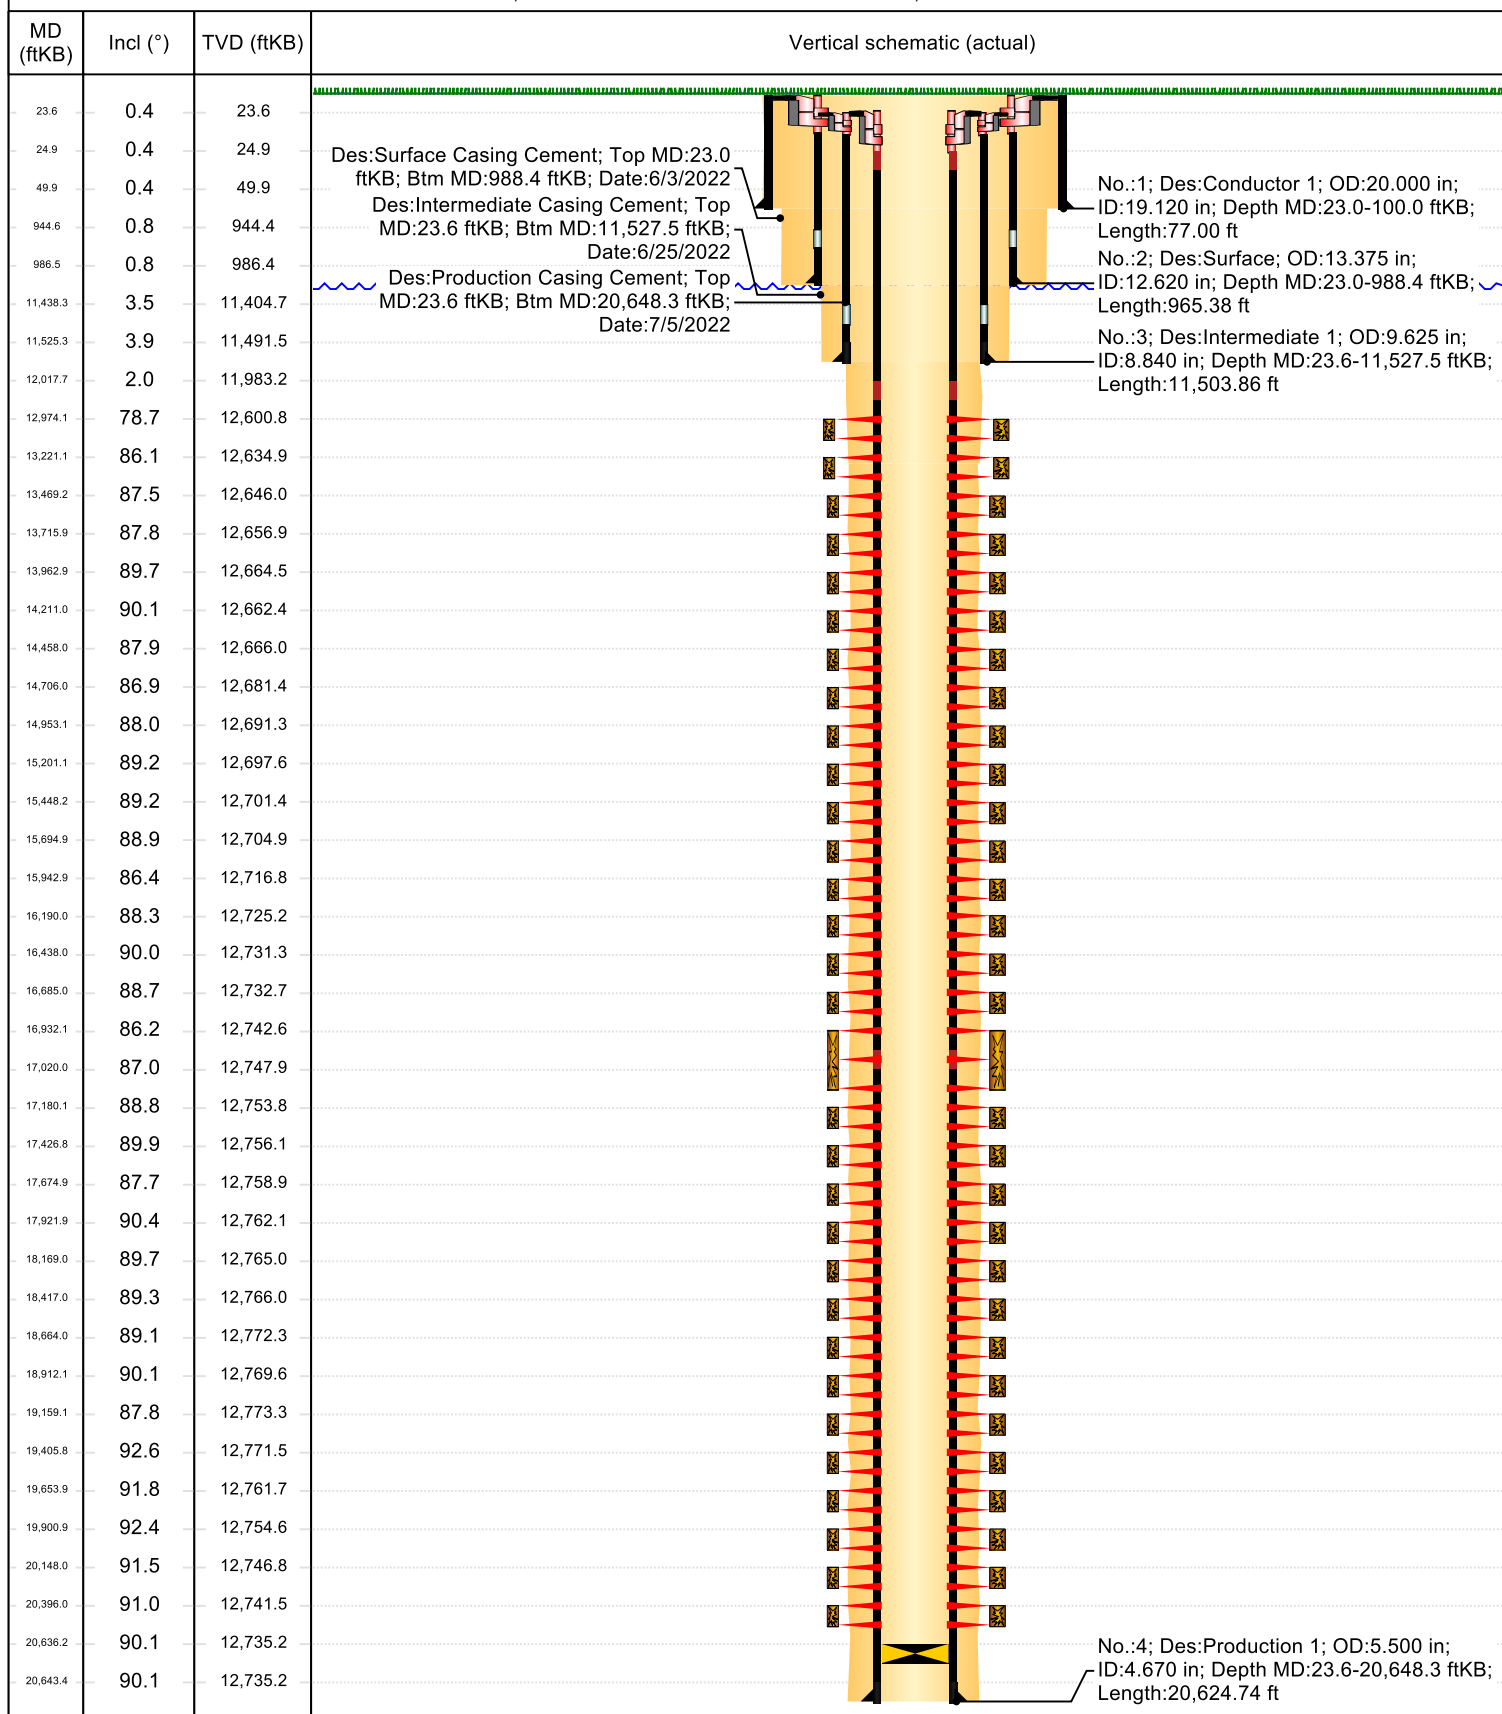 MD (ftKB)
Incl (°)
TVD (ftKB)
Vertical schematic (actual)
23.6 0.4 23.6
24.9 0.4 24.9
49.9 0.4 49.9
944.6 0.8 944.4
986.5 0.8 986.4
11,438.3 3.5 11,404.7
11,525.3 3.9 11,491.5
12,017.7 2.0 11,983.2
12,974.1 78.7 12,600.8
13,221.1 86.1 12,634.9
13,469.2 87.5 12,646.0
13,715.9 87.8 12,656.9
13,962.9 89.7 12,664.5
14,211.0 90.1 12,662.4
14,458.0 87.9 12,666.0
14,706.0 86.9 12,681.4
14,953.1 88.0 12,691.3
15,201.1 89.2 12,697.6
15,448.2 89.2 12,701.4
15,694.9 88.9 12,704.9
15,942.9 86.4 12,716.8
16,190.0 88.3 12,725.2
16,438.0 90.0 12,731.3
16,685.0 88.7 12,732.7
16,932.1 86.2 12,742.6
17,020.0 87.0 12,747.9
17,180.1 88.8 12,753.8
17,426.8 89.9 12,756.1
17,674.9 87.7 12,758.9
17,921.9 90.4 12,762.1
18,169.0 89.7 12,765.0
18,417.0 89.3 12,766.0
18,664.0 89.1 12,772.3
18,912.1 90.1 12,769.6
19,159.1 87.8 12,773.3
19,405.8 92.6 12,771.5
19,653.9 91.8 12,761.7
19,900.9 92.4 12,754.6
20,148.0 91.5 12,746.8
20,396.0 91.0 12,741.5
20,636.2 90.1 12,735.2
20,643.4 90.1 12,735.2
Des:Surface Casing Cement; Top MD:23.0
ftKB; Btm MD:988.4 ftKB; Date:6/3/2022
Des:Intermediate Casing Cement; Top
MD:23.6 ftKB; Btm MD:11,527.5 ftKB;
Date:6/25/2022
Des:Production Casing Cement; Top
MD:23.6 ftKB; Btm MD:20,648.3 ftKB;
Date:7/5/2022
No.:1; Des:Conductor 1; OD:20.000 in;
ID:19.120 in; Depth MD:23.0-100.0 ftKB;
Length:77.00 ft
No.:2; Des:Surface; OD:13.375 in;
ID:12.620 in; Depth MD:23.0-988.4 ftKB;
Length:965.38 ft
No.:3; Des:Intermediate 1; OD:9.625 in;
ID:8.840 in; Depth MD:23.6-11,527.5 ftKB;
Length:11,503.86 ft
No.:4; Des:Production 1; OD:5.500 in;
ID:4.670 in; Depth MD:23.6-20,648.3 ftKB;
Length:20,624.74 ft